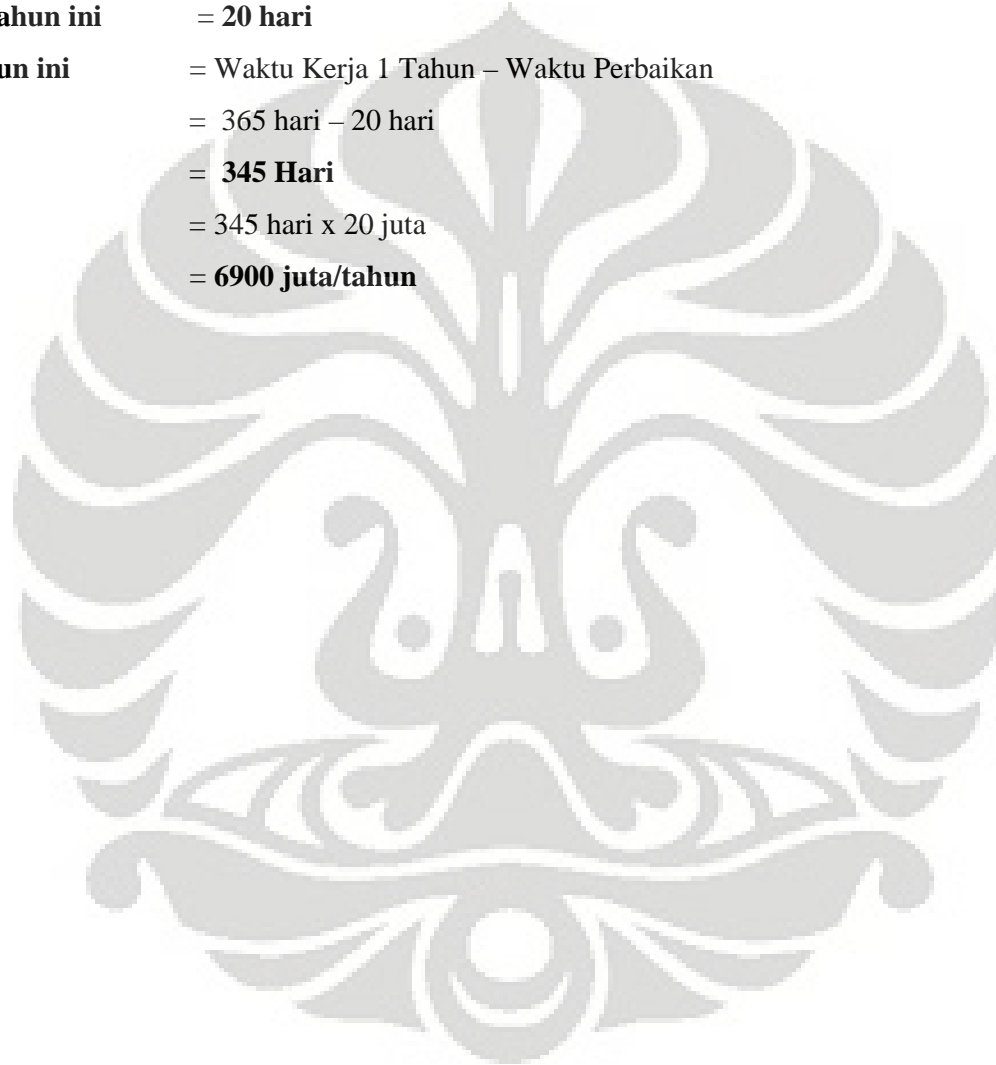 ahun ini = 20 hari
un ini = Waktu Kerja 1 Tahun – Waktu Perbaikan
= 365 hari – 20 hari
= 345 Hari
= 345 hari x 20 juta
= 6900 juta/tahun